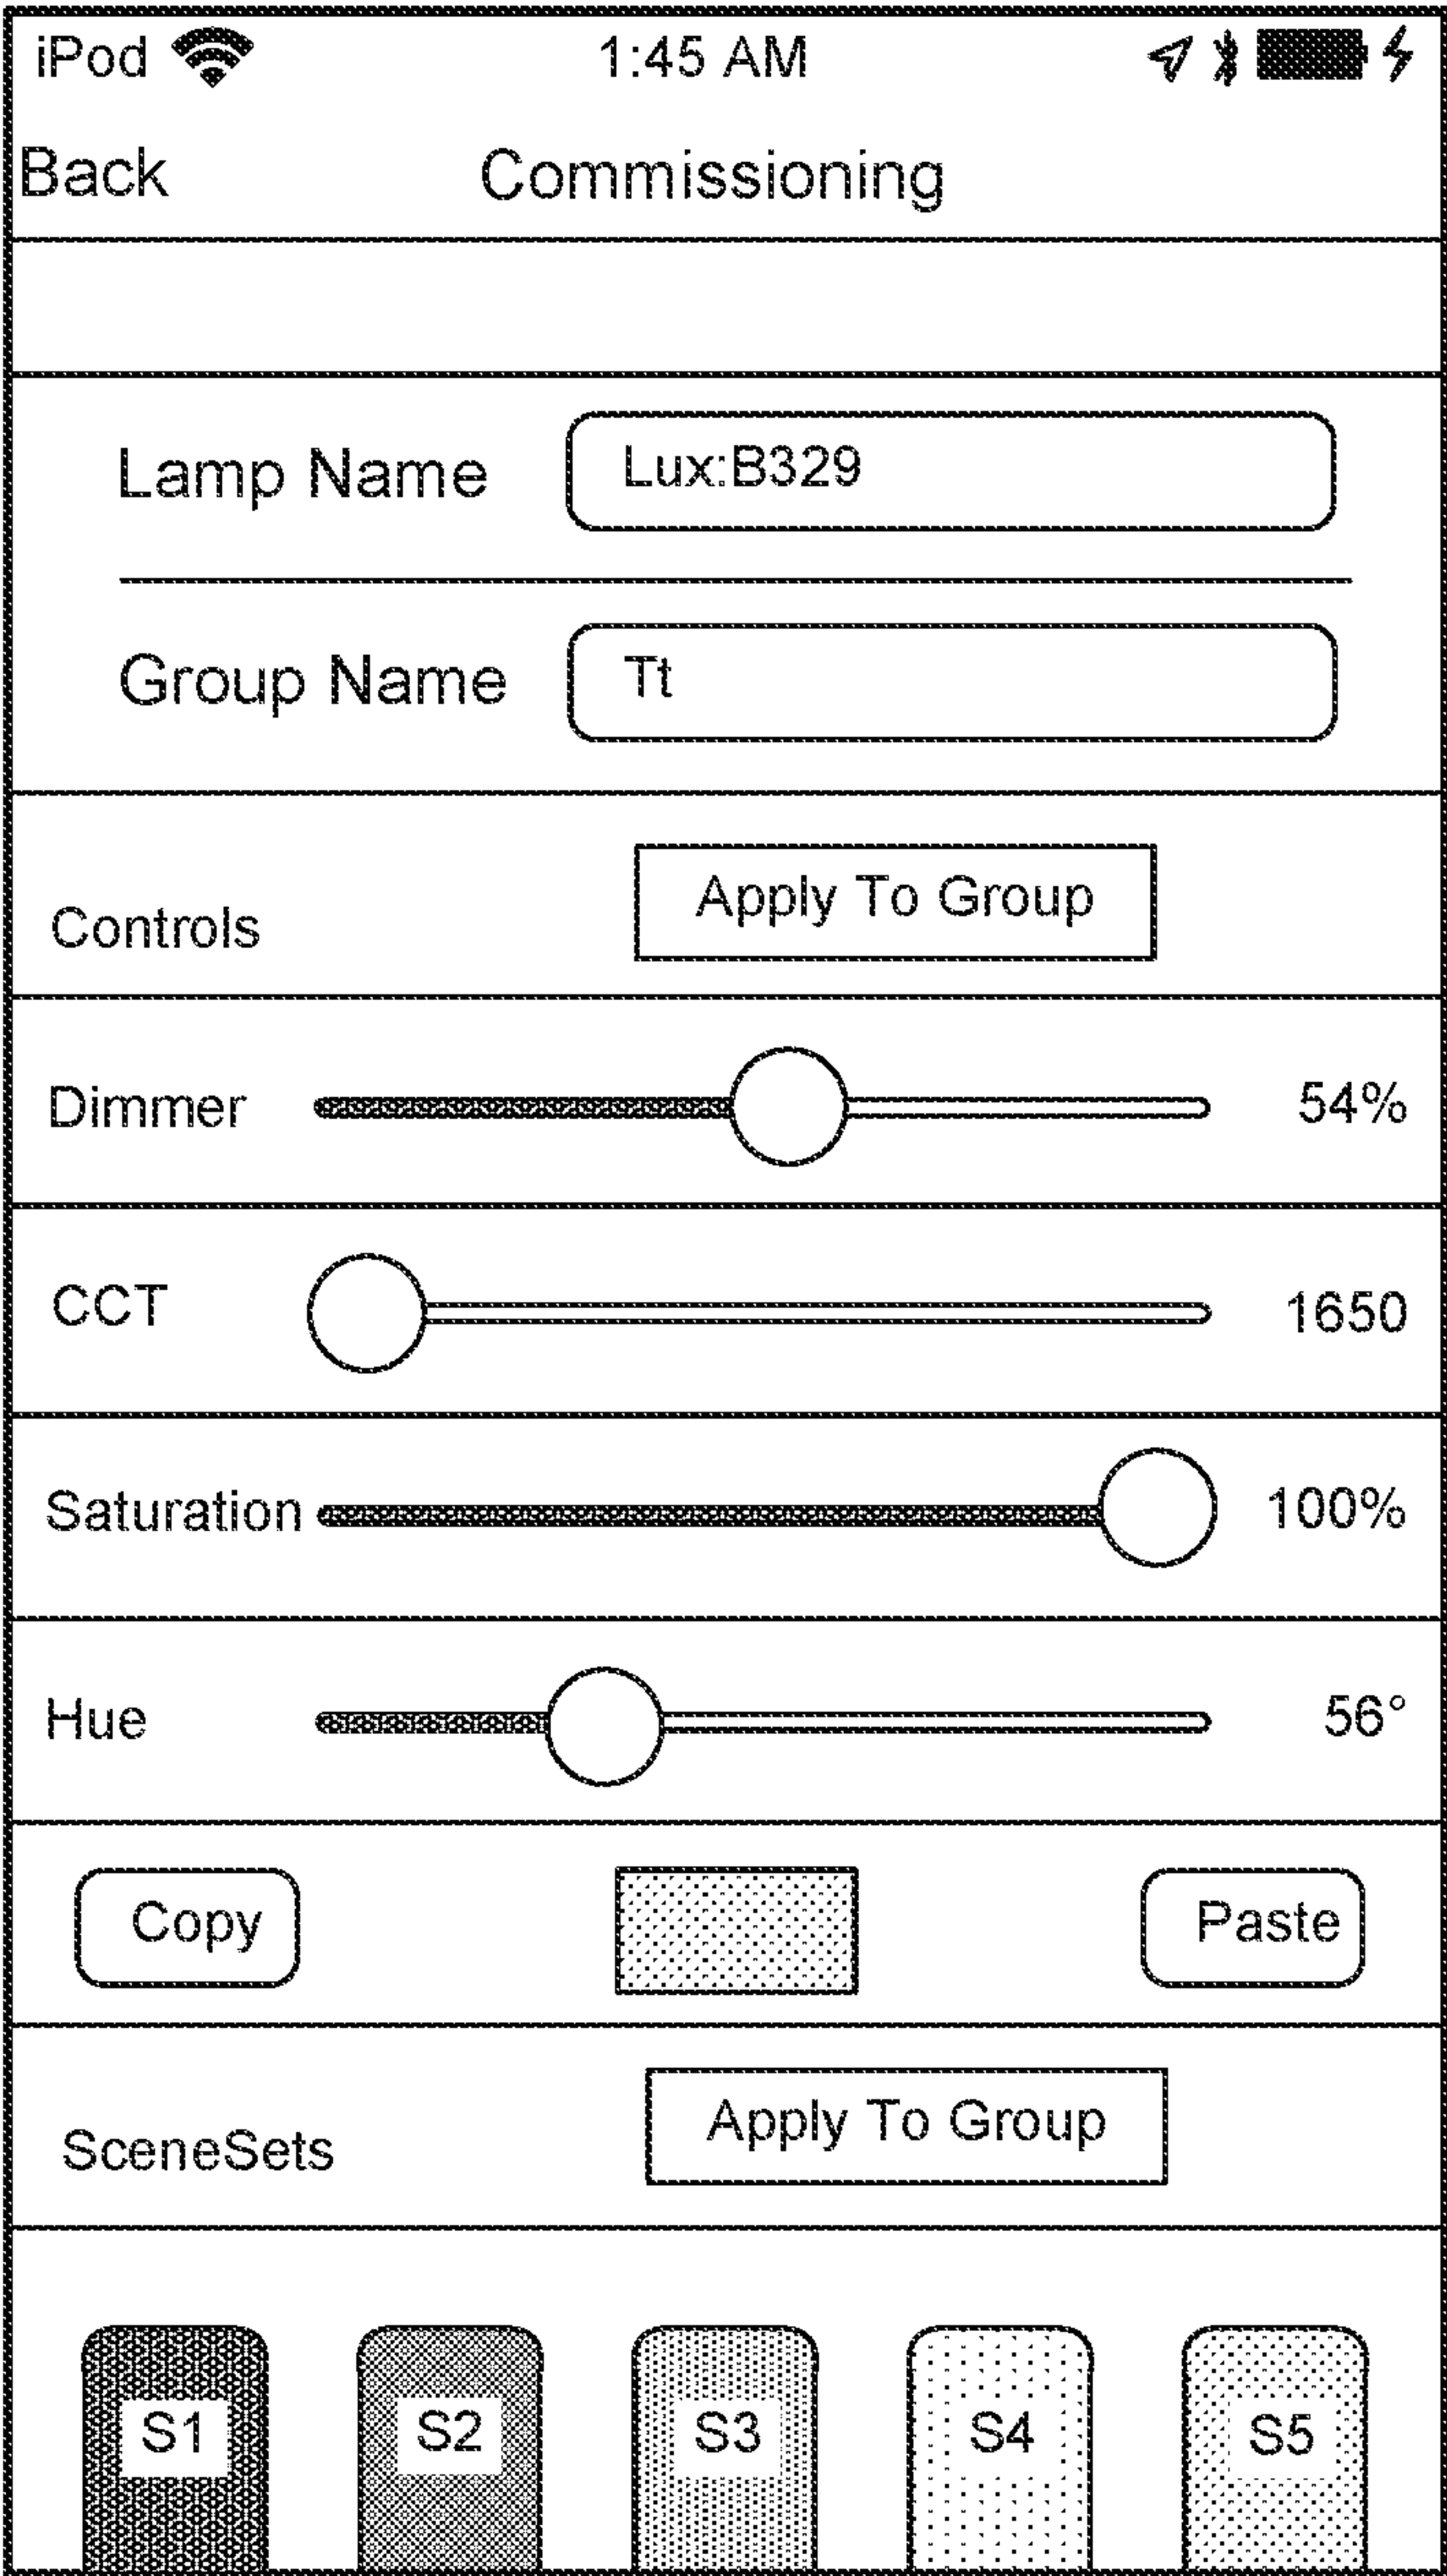 iPod 1:45 AM
Back Commissioning
Lamp Name Lux:B329
Group Name Tt
Controls Apply To Group
Dimmer 54%
CCT 1650
Saturation 100%
Hue 56°
Copy Paste
SceneSets Apply To Group
S1 S2 S3 S4 S5